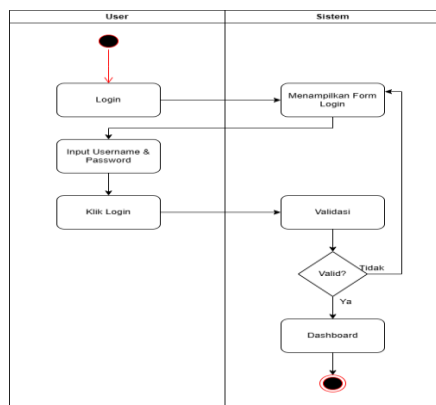 User
Sistem
Login
Menampilkan Form
Login
Input Username &
Password
Klik Login
Validasi
Valid?
Tidak
Ya
Dashboard